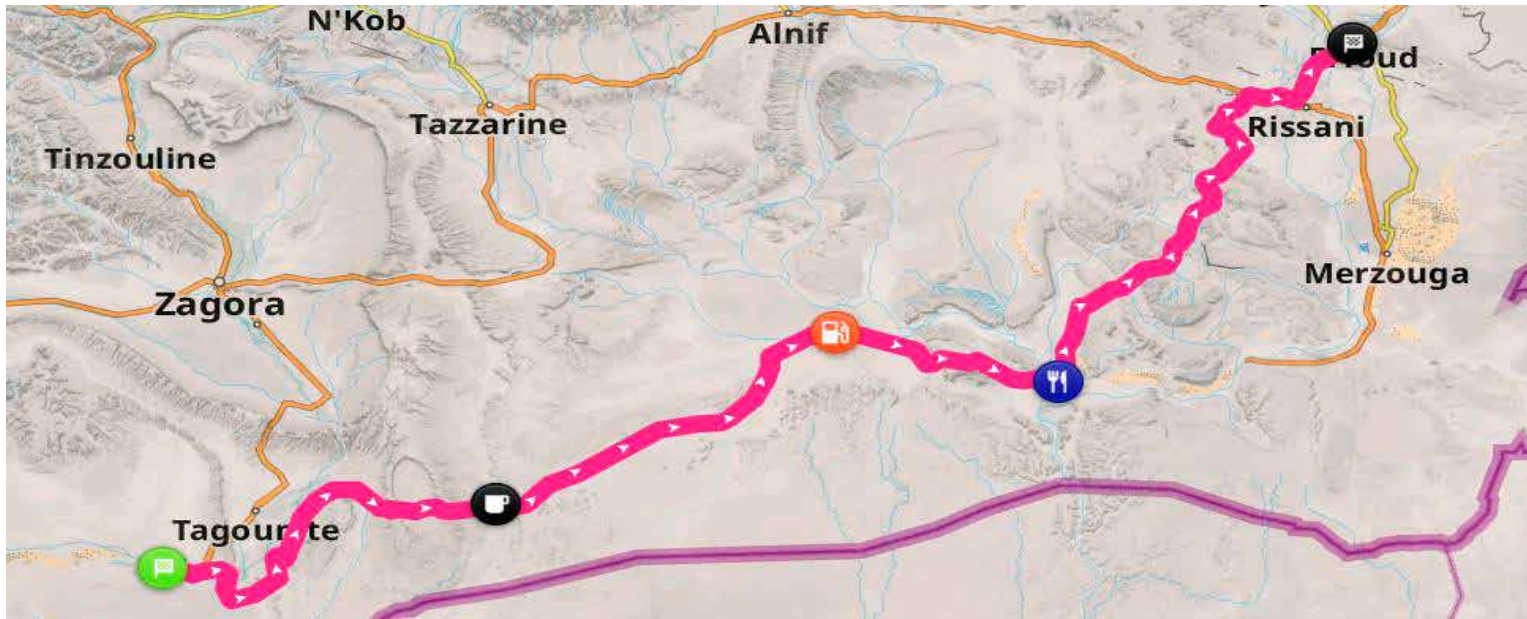 N'Kob
Alnif
Tazzarine
Rissani
Tinzouline
Merzouga
Zagora